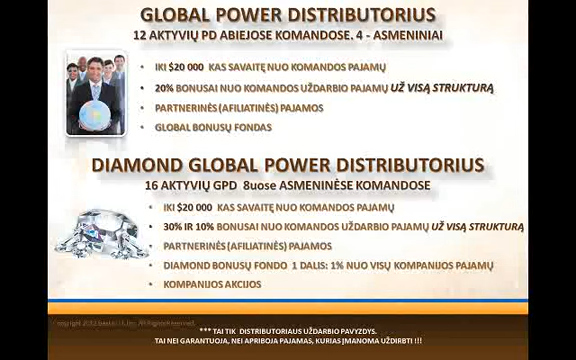 GLOBAL POWER DISTRIBUTORIUS
12 AKTYVIŲ PD ABIEJOSE KOMANDOSE. 4 - ASMENINIAI
• IKI $20 000 KAS SAVAITĘ NUO KOMANDOS PAJAMŲ
• 20% BONUSAI NUO KOMANDOS UŽDARBIO PAJAMŲ UŽ VISĄ STRUKTŪRĄ
• PARTNERINĖS (AFILIATINĖS) PAJAMOS
• GLOBAL BONUSŲ FONDAS
DIAMOND GLOBAL POWER DISTRIBUTORIUS
16 AKTYVIŲ GPD 8uose ASMENINĖSE KOMANDOSE
• IKI $20 000 KAS SAVAITĘ NUO KOMANDOS PAJAMŲ
• 30% IR 10% BONUSAI NUO KOMANDOS UŽDARBIO PAJAMŲ UŽ VISĄ STRUKTŪRĄ
• PARTNERINĖS (AFILIATINĖS) PAJAMOS
• DIAMOND BONUSŲ FONDO 1 DALIS: 1% NUO VISŲ KOMPANIJOS PAJAMŲ
• KOMPANIJOS AKCIJOS
*** TAI TIK DISTRIBUTORIAUS UŽDARBIO PAVYZDYS.
TAI NEI GARANTUOJA, NEI APRIBOJA PAJAMAS, KURIAS ĮMANOMA UŽDIRBTI !!!